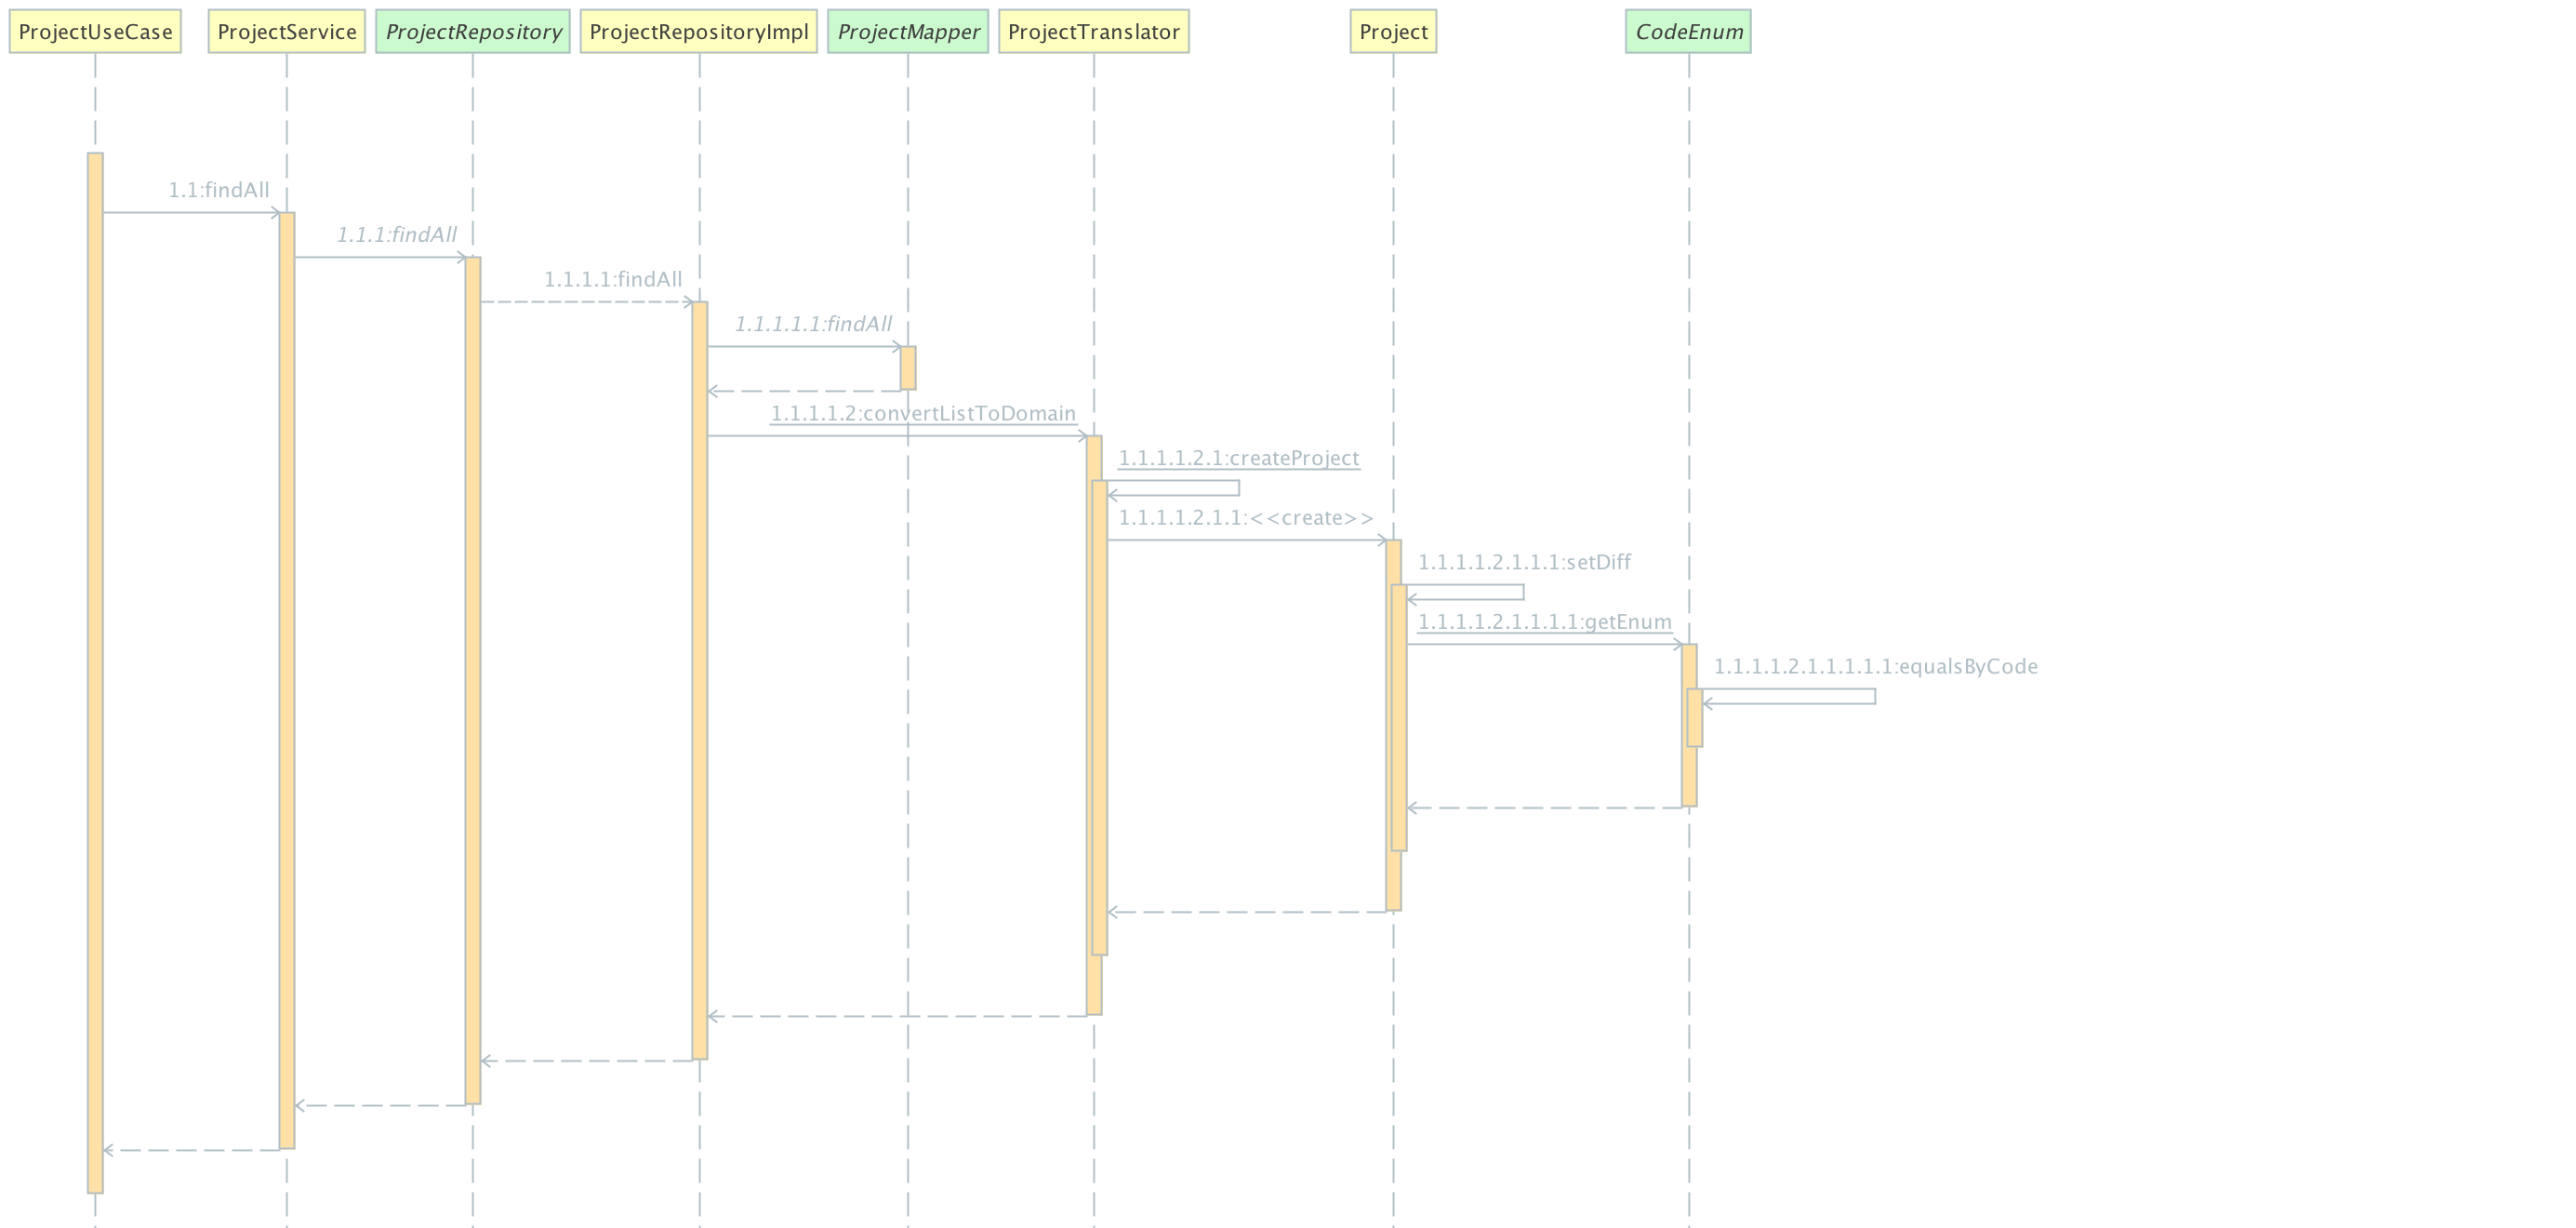 ProjectUseCase
ProjectService
ProjectRepository
ProjectRepositoryImpl
ProjectMapper
ProjectTranslator
Project
CodeEnum
1.1:findAll
1.1.1:findAll
1.1.1.1:findAll
1.1.1.1.1:findAll
1.1.1.1.2:convertListToDomain
1.1.1.1.2.1:createProject
1.1.1.1.2.1.1:<<create>>
1.1.1.1.2.1.1.1:setDiff
1.1.1.1.2.1.1.1.1:getEnum
1.1.1.1.2.1.1.1.1.1:equalsByCode